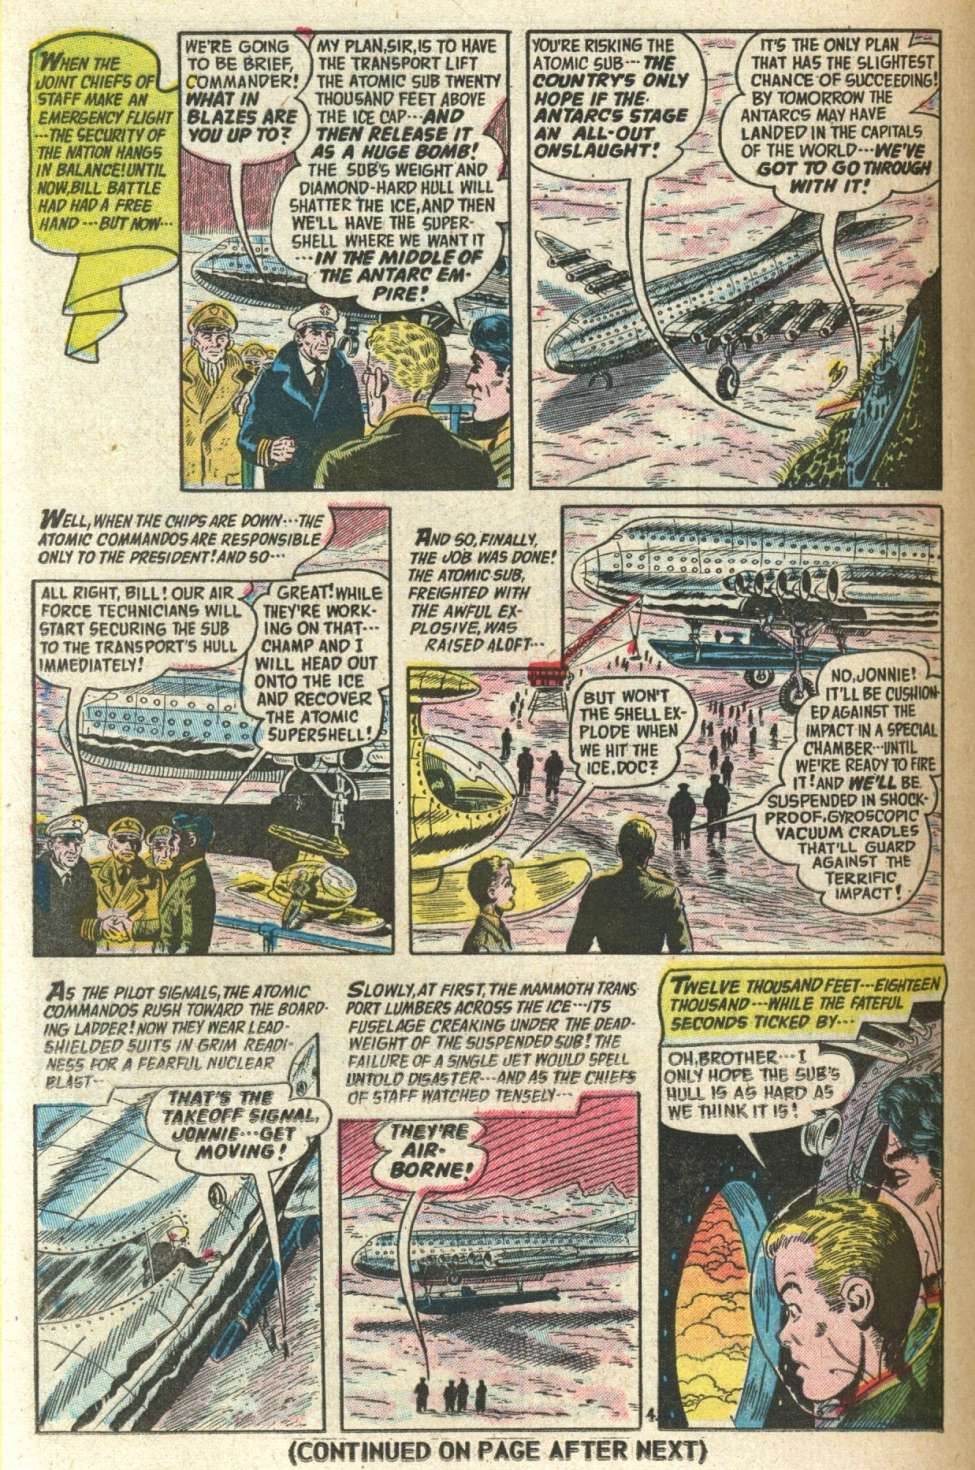 WHEN THE
JOINT CHIEFS OF
STAFF MAKE AN
EMERGENCY FLIGHT
---THE SECURITY OF
THE NATION HANGS
IN BALANCE! UNTIL
NOW, BILL BATTLE
HAD HAD A FREE
HAND---BUT NOW---
WE'RE GOING
TO BE BRIEF,
COMMANDER!
WHAT IN
BLAZES ARE
YOU UP TO?
MY PLAN, SIR, IS TO HAVE
THE TRANSPORT LIFT
THE ATOMIC SUB TWENTY
THOUSAND FEET ABOVE
THE ICE CAP---AND
THEN RELEASE IT
AS A HUGE BOMB!
THE SUB'S WEIGHT AND
DIAMOND-HARD HULL WILL
SHATTER THE ICE, AND THEN
WE'LL HAVE THE SUPER-
SHELL WHERE WE WANT IT
---IN THE MIDDLE OF
THE ANTARC EM-
PIRE!
YOU'RE RISKING THE
ATOMIC SUB---THE
COUNTRY'S ONLY
HOPE IF THE
ANTARCS STAGE
AN ALL-OUT
ONSLAUGHT!
IT'S THE ONLY PLAN
THAT HAS THE SLIGHTEST
CHANCE OF SUCCEEDING!
BY TOMORROW THE
ANTARCS MAY HAVE
LANDED IN THE CAPITALS
OF THE WORLD---WE'VE
GOT TO GO THROUGH
WITH IT!
WELL, WHEN THE CHIPS ARE DOWN---THE
ATOMIC COMMANDOS ARE RESPONSIBLE
ONLY TO THE PRESIDENT! AND SO---
ALL RIGHT, BILL! OUR AIR
FORCE TECHNICIANS WILL
START SECURING THE SUB
TO THE TRANSPORT'S HULL
IMMEDIATELY!
GREAT! WHILE
THEY'RE WORK-
ING ON THAT---
CHAMP AND I
WILL HEAD OUT
ONTO THE ICE
AND RECOVER
THE ATOMIC
SUPERSHELL!
AND SO, FINALLY,
THE JOB WAS DONE!
THE ATOMIC SUB,
FREIGHTED WITH
THE AWFUL EX-
PLOSIVE, WAS
RAISED ALOFT---
BUT WON'T
THE SHELL EX-
PLODE WHEN
WE HIT THE
ICE, DOC?
NO, JONNIE!
IT'LL BE CUSHION-
ED AGAINST THE
IMPACT IN A SPECIAL
CHAMBER---UNTIL
WE'RE READY TO FIRE
IT! AND WE'LL BE
SUSPENDED IN SHOCK-
PROOF, GYROSCOPIC
VACUUM CRADLES
THAT'LL GUARD
AGAINST THE
TERRIFIC
IMPACT!
AS THE PILOT SIGNALS, THE ATOMIC
COMMANDOS RUSH TOWARD THE BOARD-
ING LADDER! NOW THEY WEAR LEAD-
SHIELDED SUITS IN GRIM READI-
NESS FOR A FEARFUL NUCLEAR
BLAST--
THAT'S THE
TAKEOFF SIGNAL,
JONNIE---GET
MOVING!
SLOWLY, AT FIRST, THE MAMMOTH TRANS
PORT LUMBERS ACROSS THE ICE---ITS
FUSELAGE CREAKING UNDER THE DEAD-
WEIGHT OF THE SUSPENDED SUB! THE
FAILURE OF A SINGLE JET WOULD SPELL
UNTOLD DISASTER---AND AS THE CHIEFS
OF STAFF WATCHED TENSELY---
THEY'RE
AIR-
BORNE!
TWELVE THOUSAND FEET---EIGHTEEN
THOUSAND---WHILE THE FATEFUL
SECONDS TICKED BY---
OH, BROTHER---I
ONLY HOPE THE SUB'S
HULL IS AS HARD AS
WE THINK IT IS!
4
(CONTINUED ON PAGE AFTER NEXT)